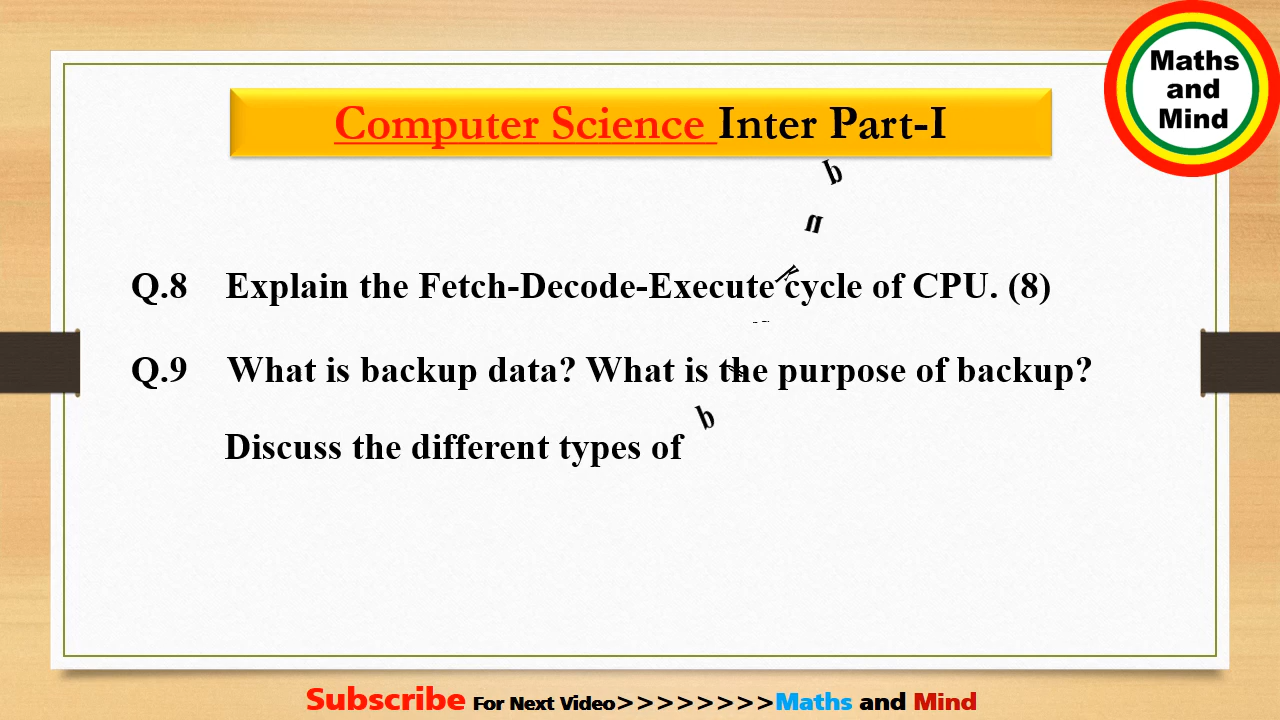 Maths
and
Mind
Computer Science Inter Part-I
Q.8 Explain the Fetch-Decode-Execute cycle of CPU. (8)
Q.9 What is backup data? What is the purpose of backup?
Discuss the different types of
Subscribe For Next Video>>>>>>>>Maths and Mind